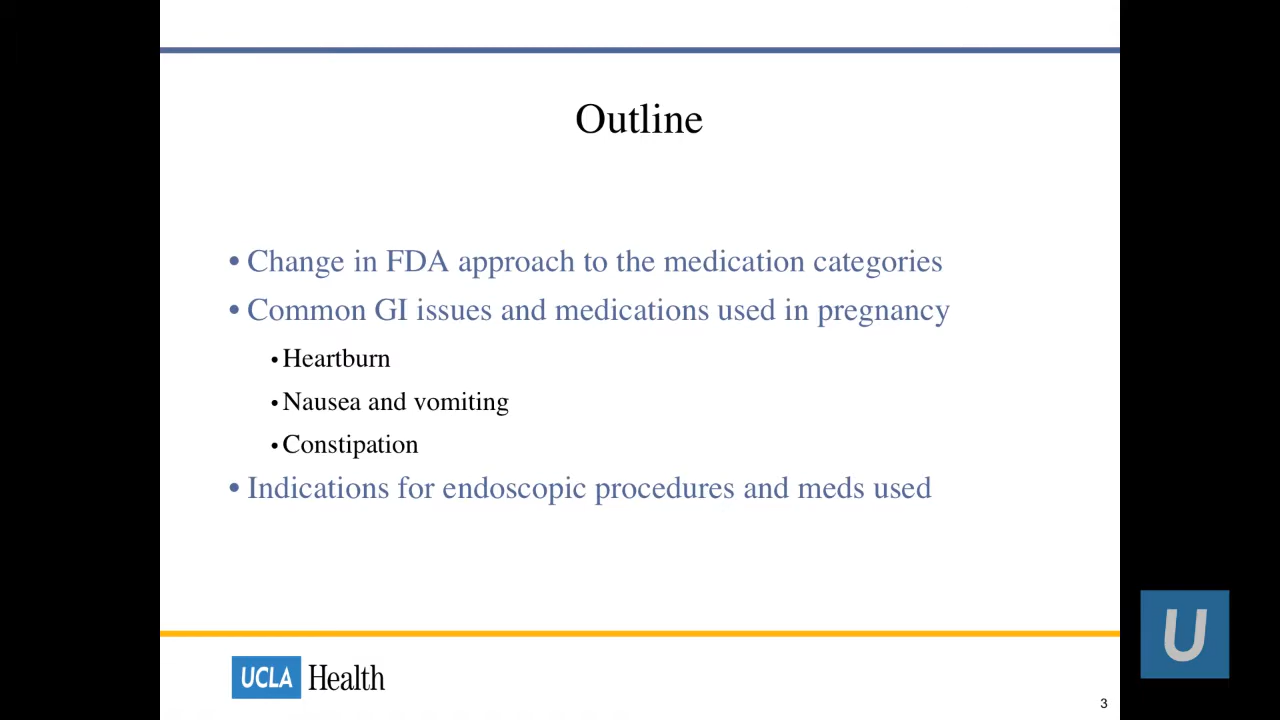 Outline
• Change in FDA approach to the medication categories
• Common GI issues and medications used in pregnancy
• Heartburn
• Nausea and vomiting
• Constipation
• Indications for endoscopic procedures and meds used
UCLA Health
3
U